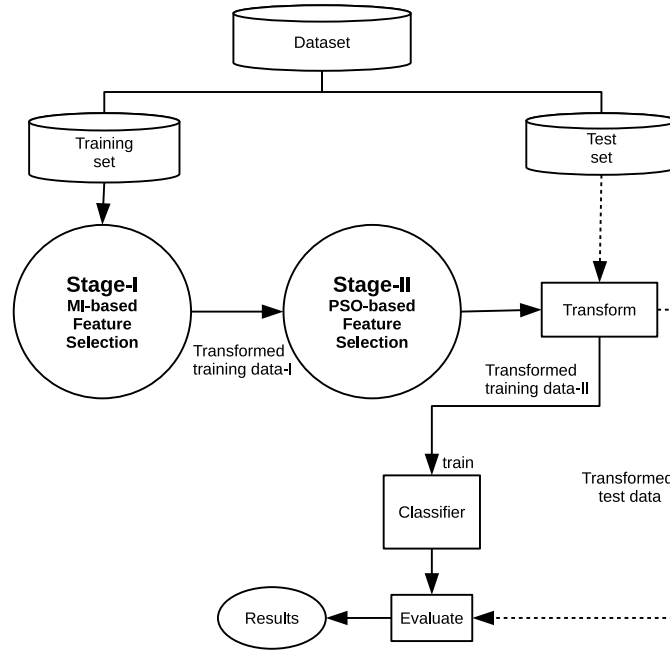 Dataset
Training
set
Test
set
Stage-I
MI-based
Feature
Selection
Stage-II
PSO-based
Feature
Selection
Transform
Transformed
training data-I
Transformed
training data-II
train
Classifier
Transformed
test data
Results
Evaluate